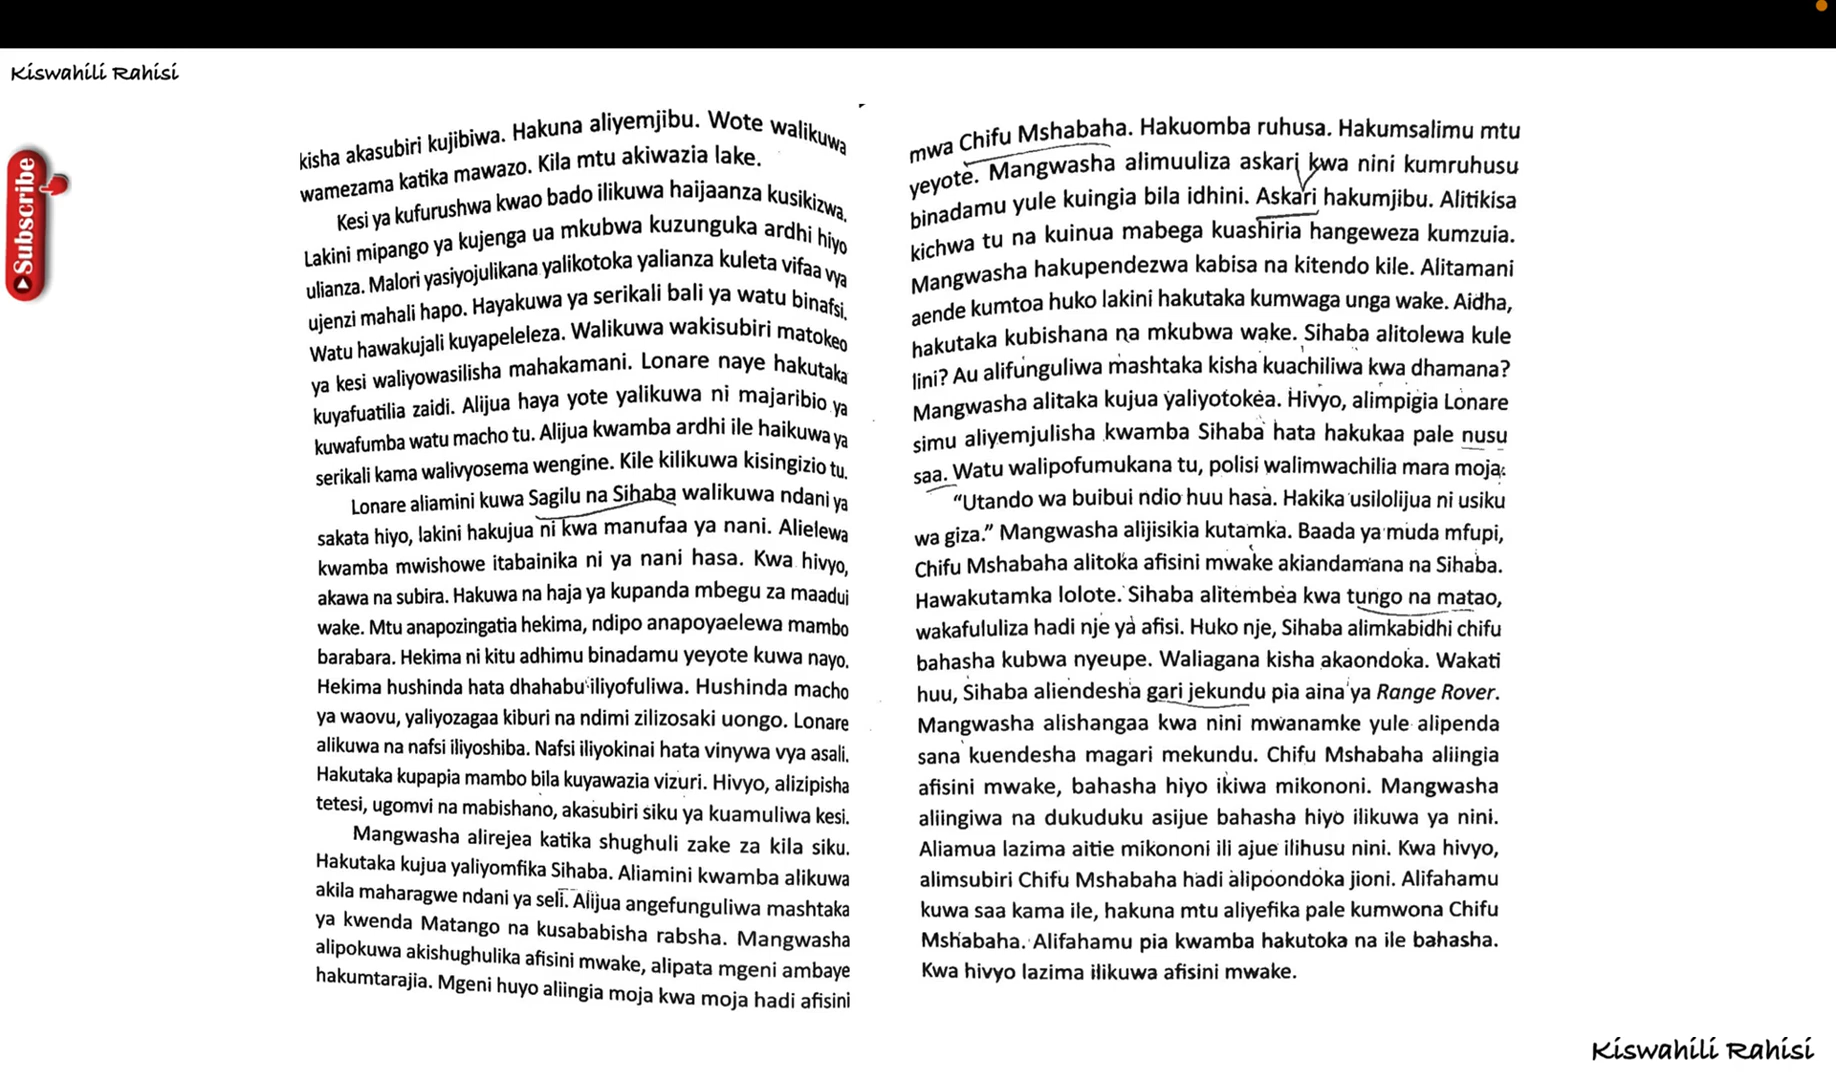 Kiswahili Rahisi
Subscribe
kisha akasubiri kujibiwa. Hakuna aliyemjibu. Wote walikuwa
wamezama katika mawazo. Kila mtu akiwazia lake.
Kesi ya kufurushwa kwao bado ilikuwa haijaanza kusikizwa.
Lakini mipango ya kujenga ua mkubwa kuzunguka ardhi hiyo
ulianza. Malori yasiyojulikana yalikotoka yalianza kuleta vifaa vya
ujenzi mahali hapo. Hayakuwa ya serikali bali ya watu binafsi.
Watu hawakujali kuyapeleleza. Walikuwa wakisubiri matokeo
ya kesi waliyowasilisha mahakamani. Lonare naye hakutaka
kuyafuatilia zaidi. Alijua haya yote yalikuwa ni majaribio ya
kuwafumba watu macho tu. Alijua kwamba ardhi ile haikuwa ya
serikali kama walivyosema wengine. Kile kilikuwa kisingizio tu.
Lonare aliamini kuwa Sagilu na Sihaba walikuwa ndani ya
sakata hiyo, lakini hakujua ni kwa manufaa ya nani. Alielewa
kwamba mwishowe itabainika ni ya nani hasa. Kwa hivyo,
akawa na subira. Hakuwa na haja ya kupanda mbegu za maadui
wake. Mtu anapozingatia hekima, ndipo anapoyaelewa mambo
barabara. Hekima ni kitu adhimu binadamu yeyote kuwa nayo.
Hekima hushinda hata dhahabu iliyofuliwa. Hushinda macho
ya waovu, yaliyozagaa kiburi na ndimi zilizosaki uongo. Lonare
alikuwa na nafsi iliyoshiba. Nafsi iliyokinai hata vinywa vya asali.
Hakutaka kupapia mambo bila kuyawazia vizuri. Hivyo, alizipisha
tetesi, ugomvi na mabishano, akasubiri siku ya kuamuliwa kesi.
Mangwasha alirejea katika shughuli zake za kila siku.
Hakutaka kujua yaliyomfika Sihaba. Aliamini kwamba alikuwa
akila maharagwe ndani ya seli. Alijua angefunguliwa mashtaka
ya kwenda Matango na kusababisha rabsha. Mangwasha
alipokuwa akishughulika afisini mwake, alipata mgeni ambaye
hakumtarajia. Mgeni huyo aliingia moja kwa moja hadi afisini
mwa Chifu Mshabaha. Hakuomba ruhusa. Hakumsalimu mtu
yeyote. Mangwasha alimuuliza askari kwa nini kumruhusu
binadamu yule kuingia bila idhini. Askari hakumjibu. Alitikisa
kichwa tu na kuinua mabega kuashiria hangeweza kumzuia.
Mangwasha hakupendezwa kabisa na kitendo kile. Alitamani
aende kumtoa huko lakini hakutaka kumwaga unga wake. Aidha,
hakutaka kubishana na mkubwa wake. Sihaba alitolewa kule
lini? Au alifunguliwa mashtaka kisha kuachiliwa kwa dhamana?
Mangwasha alitaka kujua yaliyotokea. Hivyo, alimpigia Lonare
simu aliyemjulisha kwamba Sihaba hata hakukaa pale nusu
saa. Watu walipofumukana tu, polisi walimwachilia mara moja.
“Utando wa buibui ndio huu hasa. Hakika usilolijua ni usiku
wa giza.” Mangwasha alijisikia kutamka. Baada ya muda mfupi,
Chifu Mshabaha alitoka afisini mwake akiandamana na Sihaba.
Hawakutamka lolote. Sihaba alitembea kwa tungo na matao,
wakafululiza hadi nje ya afisi. Huko nje, Sihaba alimkabidhi chifu
bahasha kubwa nyeupe. Waliagana kisha akaondoka. Wakati
huu, Sihaba aliendesha gari jekundu pia aina ya Range Rover.
Mangwasha alishangaa kwa nini mwanamke yule alipenda
sana kuendesha magari mekundu. Chifu Mshabaha aliingia
afisini mwake, bahasha hiyo ikiwa mikononi. Mangwasha
aliingiwa na dukuduku asijue bahasha hiyo ilikuwa ya nini.
Aliamua lazima aitie mikononi ili ajue ilihusu nini. Kwa hivyo,
alimsubiri Chifu Mshabaha hadi alipoondoka jioni. Alifahamu
kuwa saa kama ile, hakuna mtu aliyefika pale kumwona Chifu
Mshabaha. Alifahamu pia kwamba hakutoka na ile bahasha.
Kwa hivyo lazima ilikuwa afisini mwake.
Kiswahili Rahisi